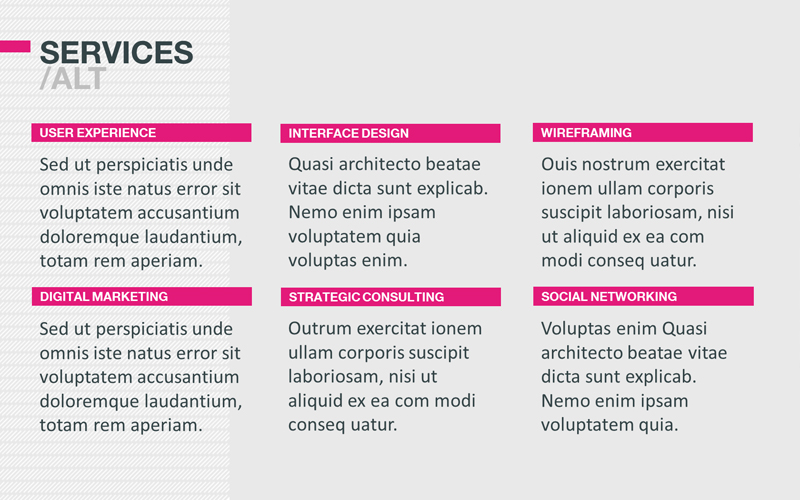 SERVICES
/ALT
USER EXPERIENCE
Sed ut perspiciatis unde
omnis iste natus error sit
voluptatem accusantium
doloremque laudantium,
totam rem aperiam.
INTERFACE DESIGN
Quasi architecto beatae
vitae dicta sunt explicab.
Nemo enim ipsam
voluptatem quia
voluptas enim.
WIREFRAMING
Ouis nostrum exercitat
ionem ullam corporis
suscipit laboriosam, nisi
ut aliquid ex ea com
modi conseq uatur.
DIGITAL MARKETING
Sed ut perspiciatis unde
omnis iste natus error sit
voluptatem accusantium
doloremque laudantium,
totam rem aperiam.
STRATEGIC CONSULTING
Outrum exercitat ionem
ullam corporis suscipit
laboriosam, nisi ut
aliquid ex ea com modi
conseq uatur.
SOCIAL NETWORKING
Voluptas enim Quasi
architecto beatae vitae
dicta sunt explicab.
Nemo enim ipsam
voluptatem quia.